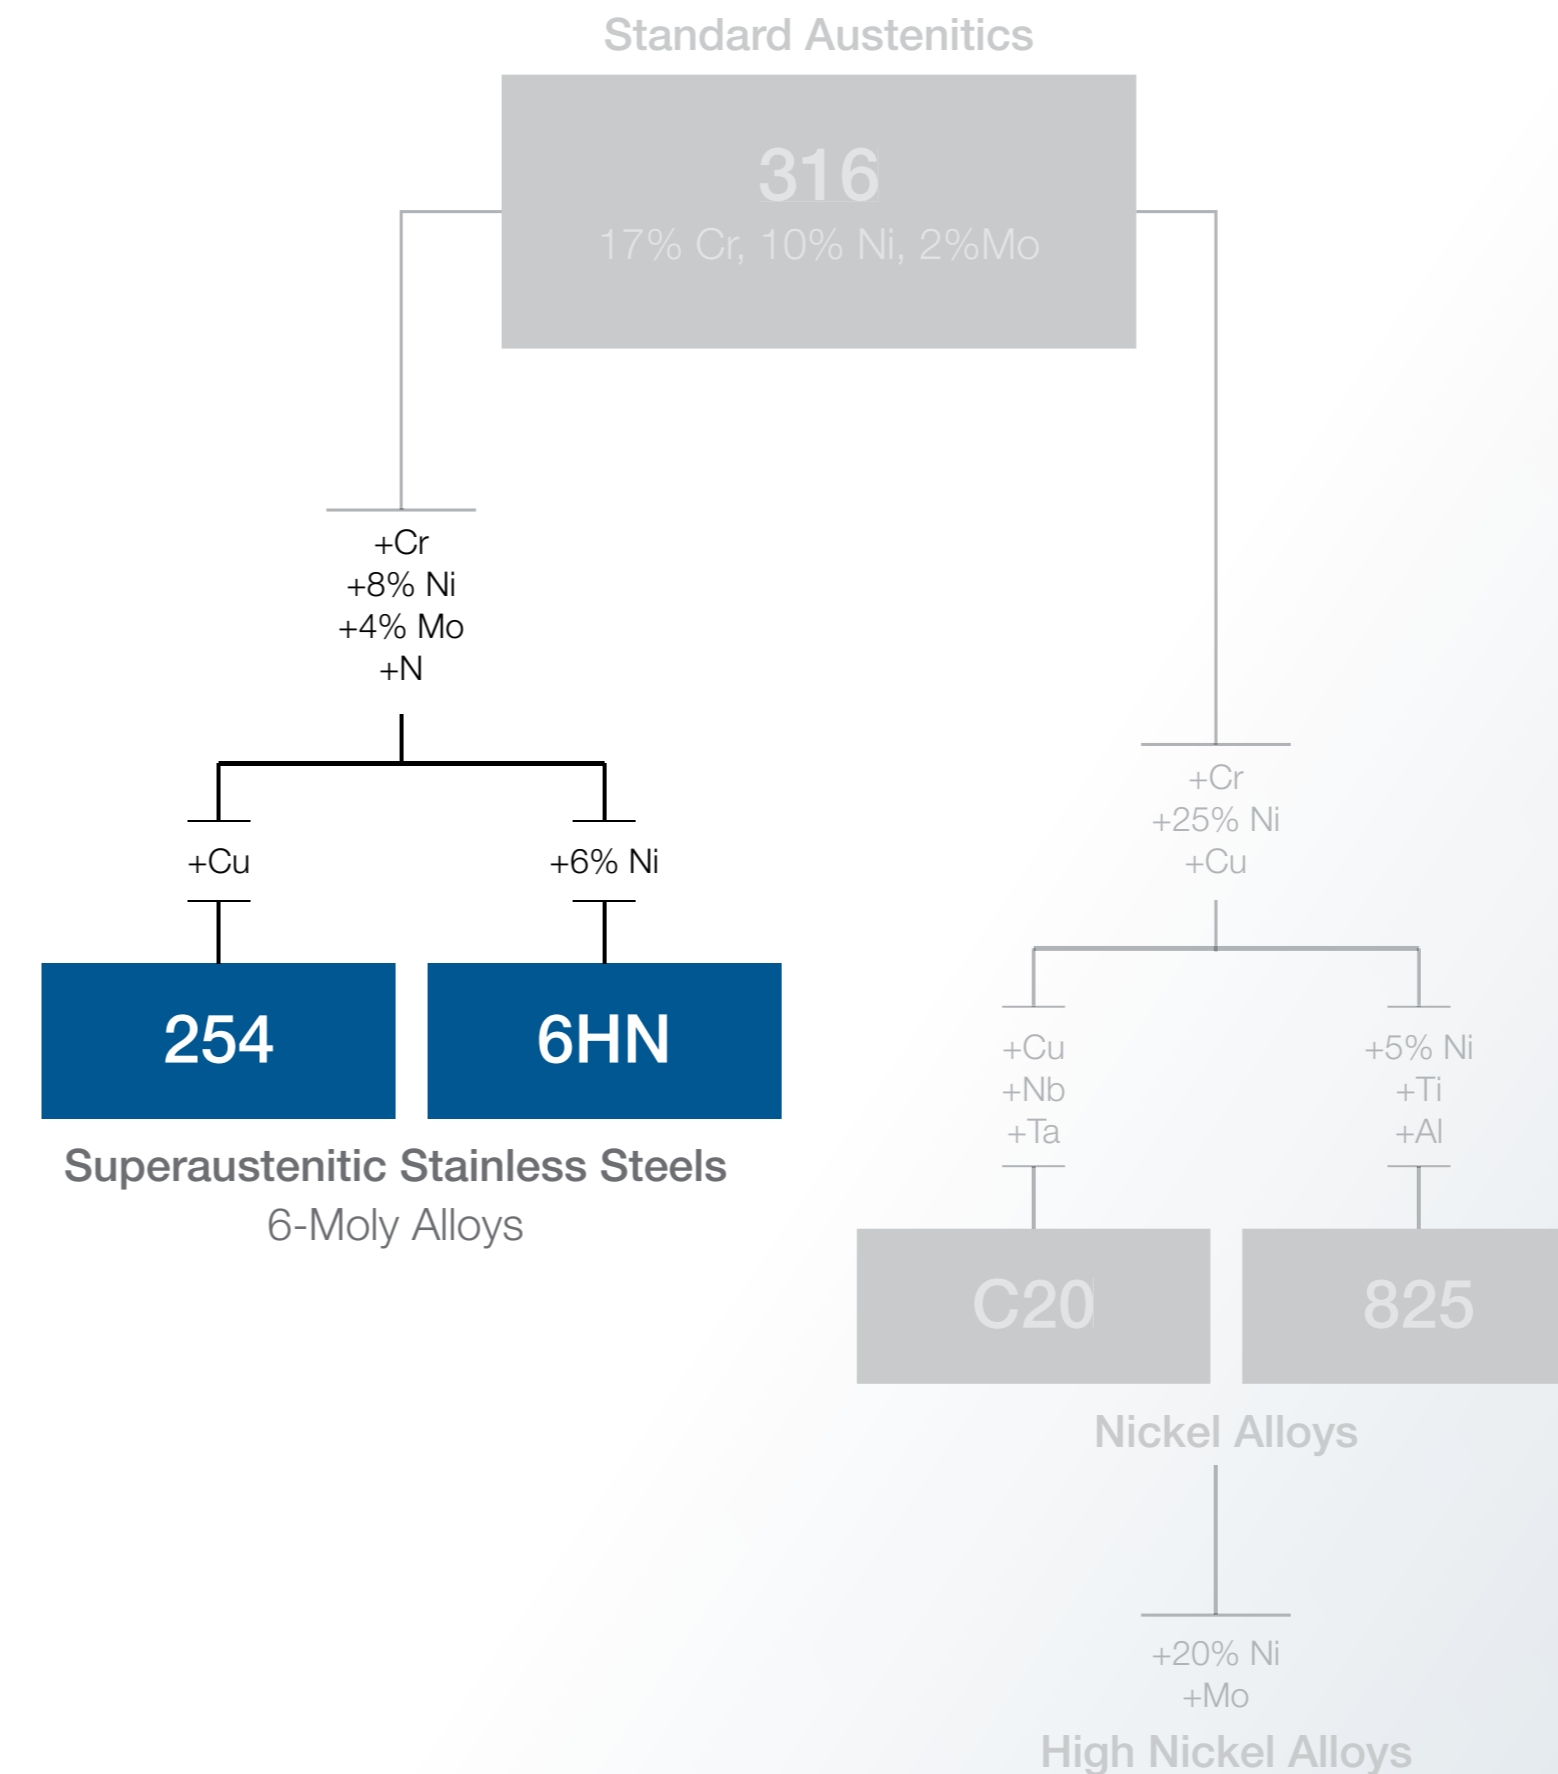 Standard Austenitics
316
17% Cr, 10% Ni, 2%Mo
+Cr
+8% Ni
+4% Mo
+N
+Cu
+6% Ni
254
6HN
Superaustenitic Stainless Steels
6-Moly Alloys
+Cr
+25% Ni
+Cu
+Cu
+Nb
+Ta
+5% Ni
+Ti
+Al
C20
825
Nickel Alloys
+20% Ni
+Mo
High Nickel Alloys